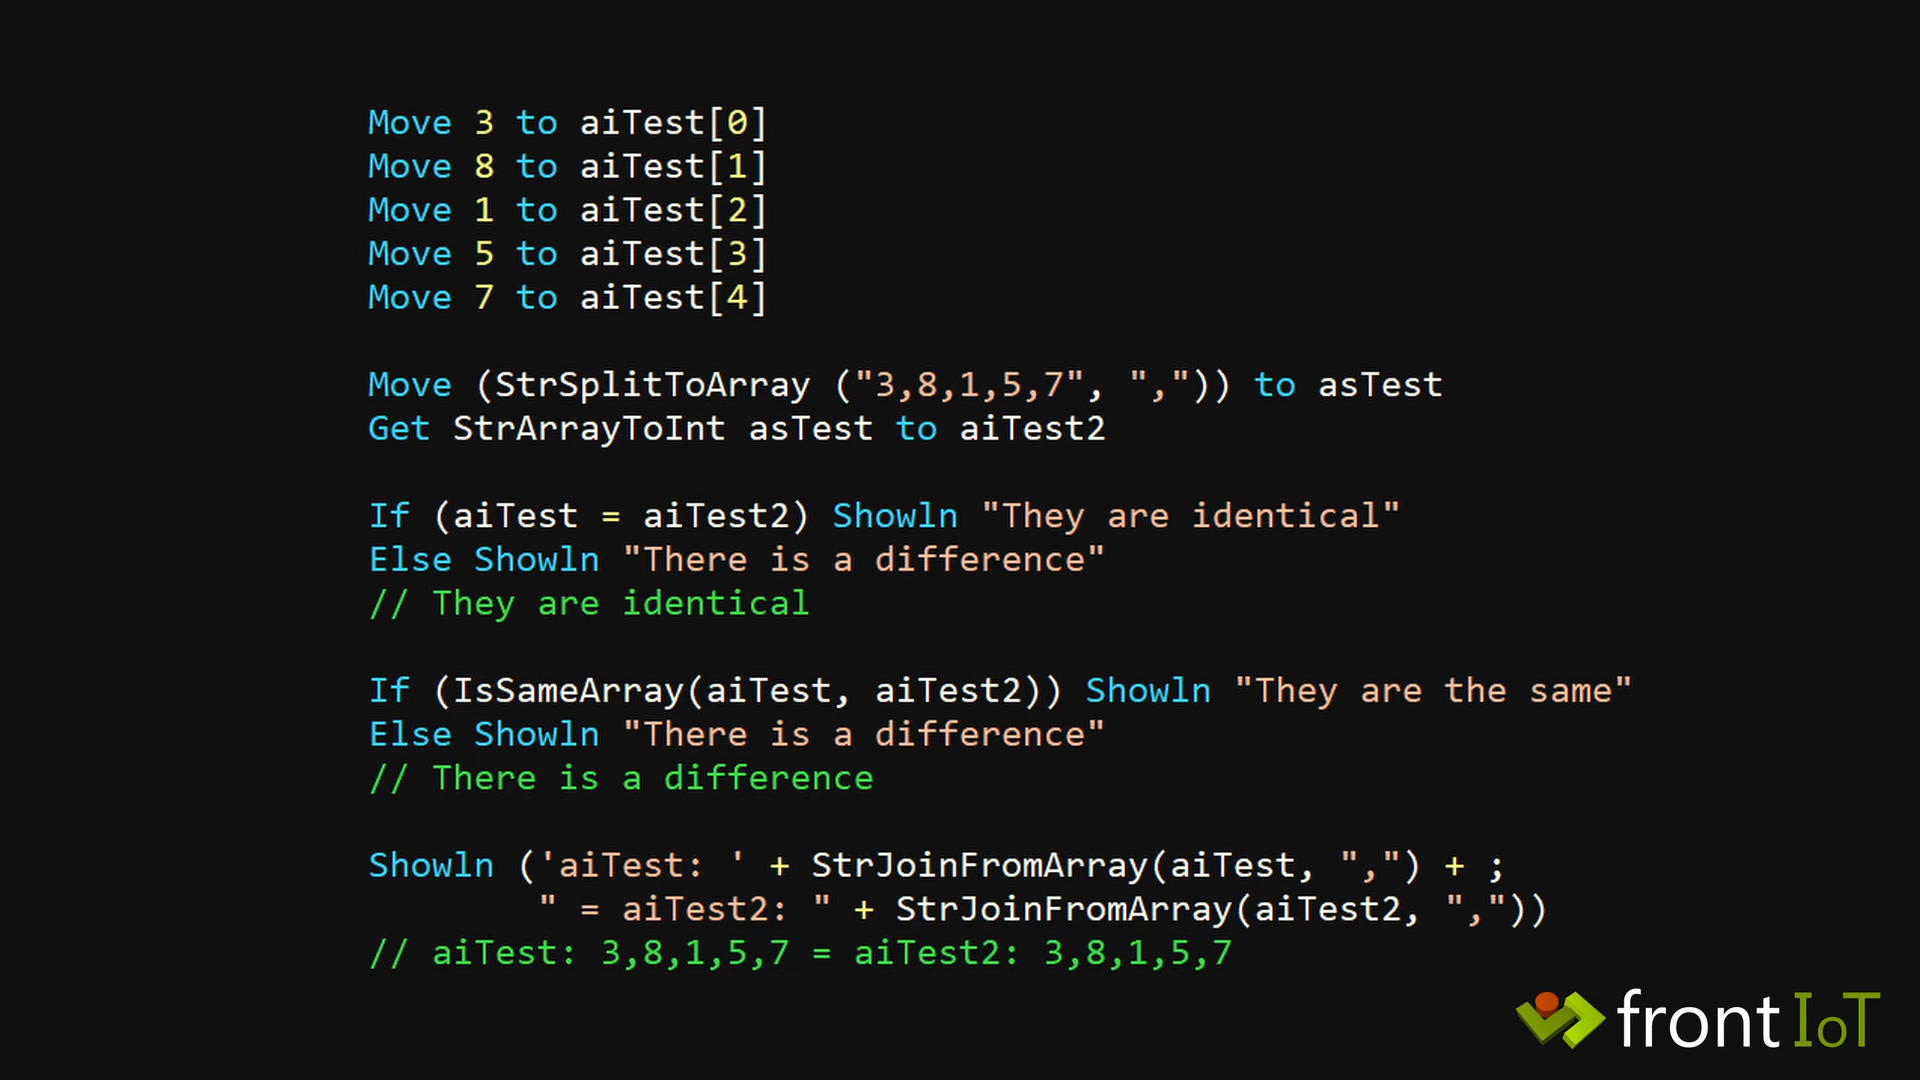 Move 3 to aiTest[0]
Move 8 to aiTest[1]
Move 1 to aiTest[2]
Move 5 to aiTest[3]
Move 7 to aiTest[4]
Move (StrSplitToArray ("3,8,1,5,7", ",")) to asTest
Get StrArrayToInt asTest to aiTest2
If (aiTest = aiTest2) Showln "They are identical"
Else Showln "There is a difference"
// They are identical
If (IsSameArray(aiTest, aiTest2)) Showln "They are the same"
Else Showln "There is a difference"
// There is a difference
Showln ('aiTest: ' + StrJoinFromArray(aiTest, ",") + ;
" = aiTest2: " + StrJoinFromArray(aiTest2, ","))
// aiTest: 3,8,1,5,7 = aiTest2: 3,8,1,5,7
front IoT